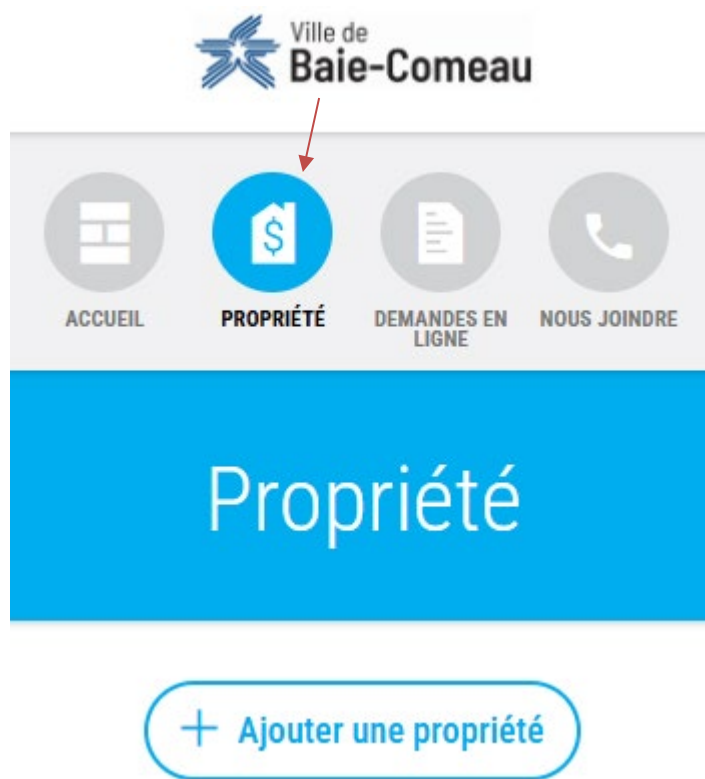 Ville de
Baie-Comeau
$
ACCUEIL
PROPRIÉTÉ
DEMANDES EN
LIGNE
NOUS JOINDRE
Propriété
+ Ajouter une propriété